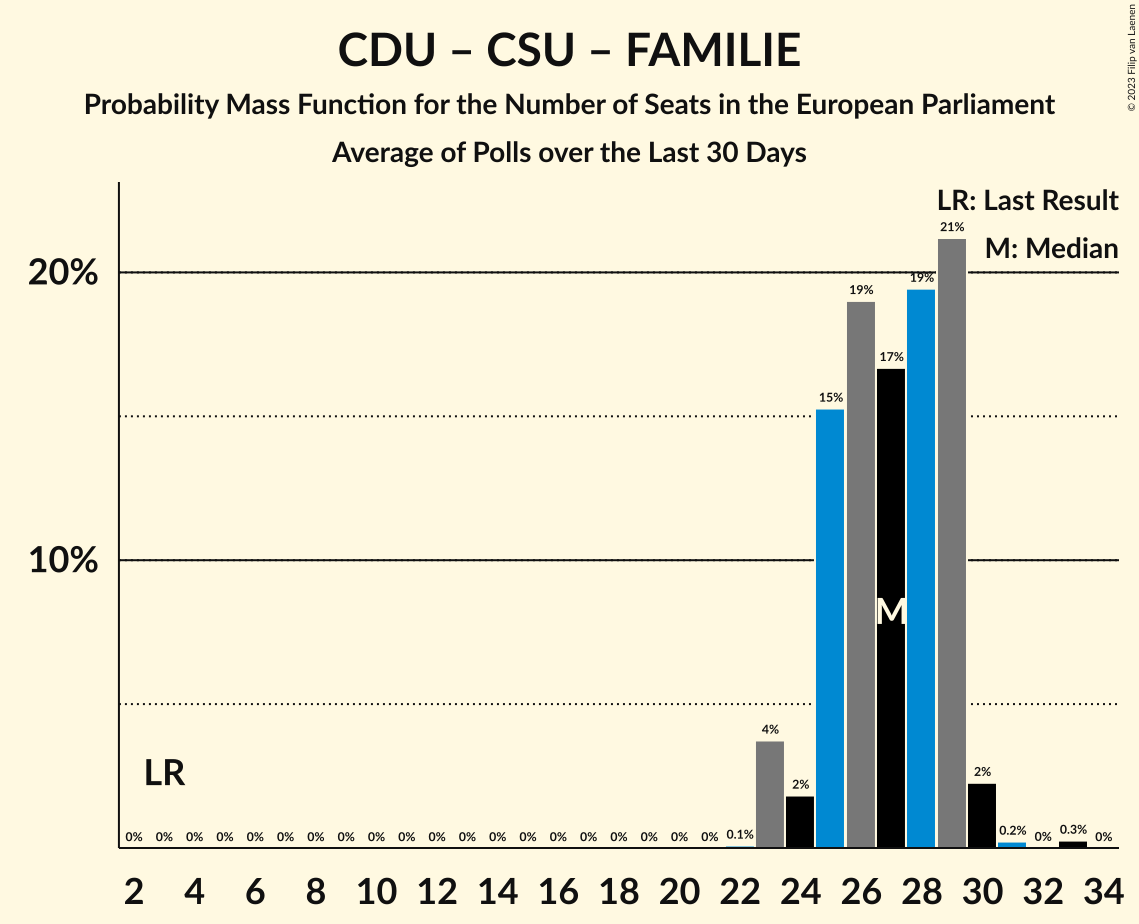 CDU – CSU – FAMILIE
Probability Mass Function for the Number of Seats in the European Parliament
Average of Polls over the Last 30 Days
© 2023 Filip van Laenen
LR: Last Result
M: Median
20%
10%
21%
19%
19%
17%
15%
M
4%
2%
2%
LR
0% 0% 0% 0% 0% 0% 0% 0% 0% 0% 0% 0% 0% 0% 0% 0% 0% 0% 0% 0% 0.1% 0.2% 0% 0.3% 0%
2 4 6 8 10 12 14 16 18 20 22 24 26 28 30 32 34